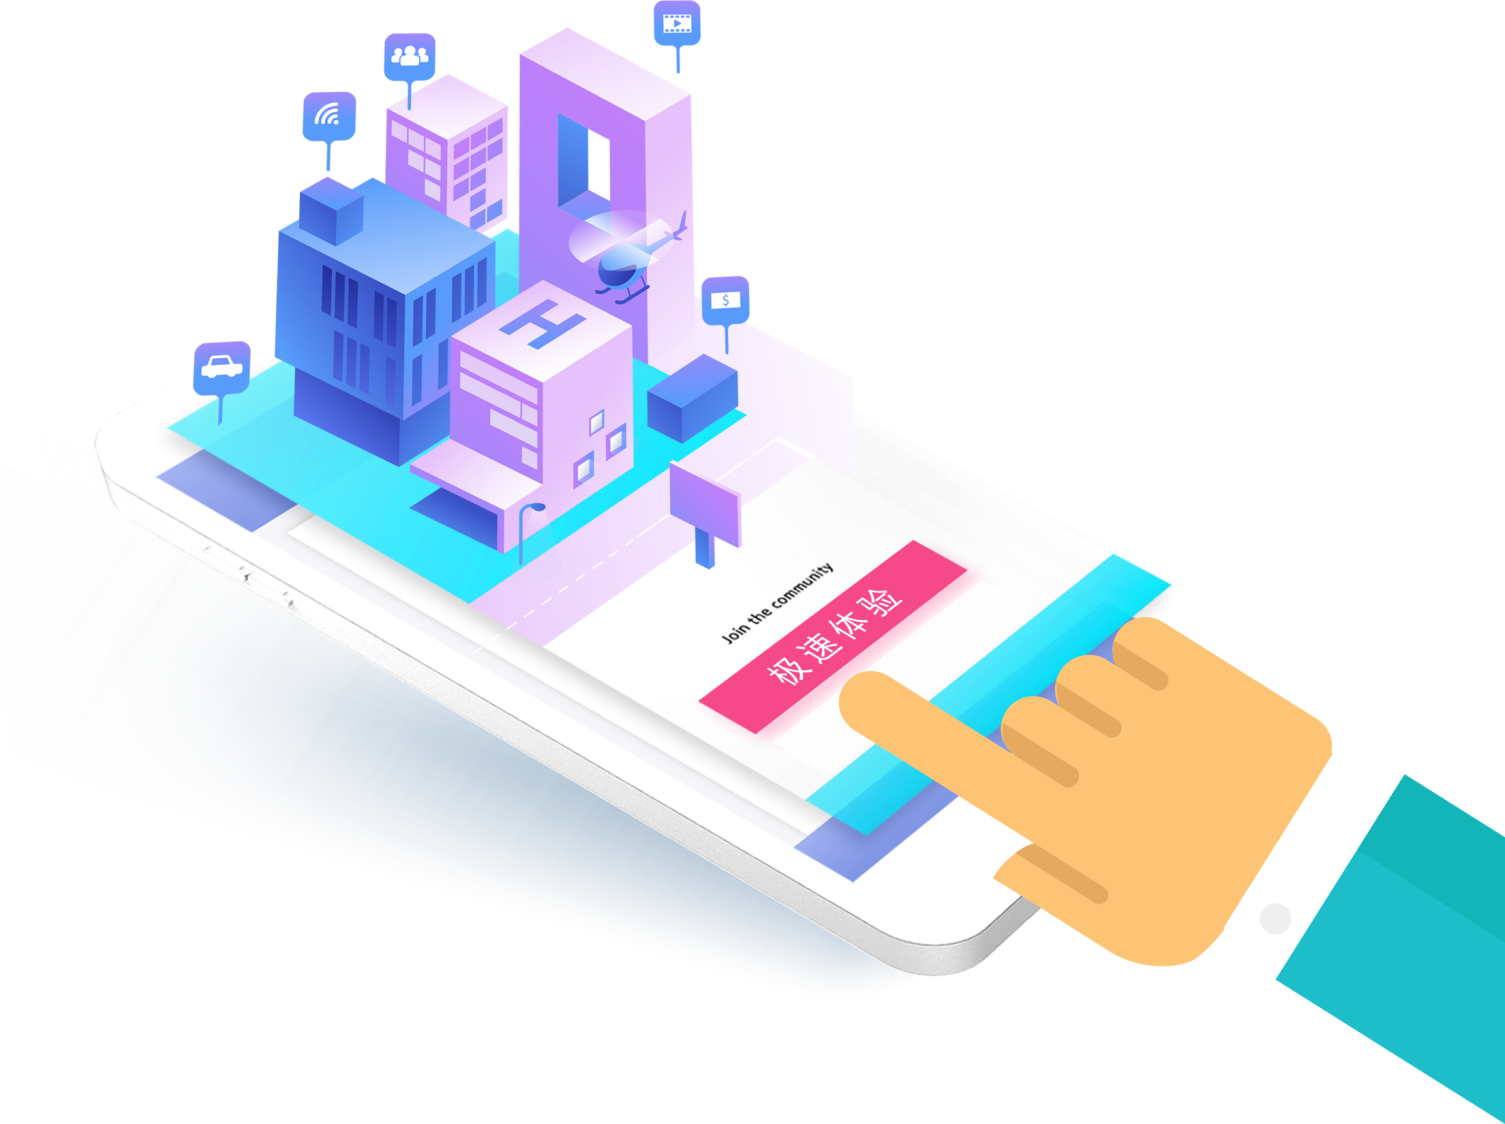 $
H
Join the community
极速体验